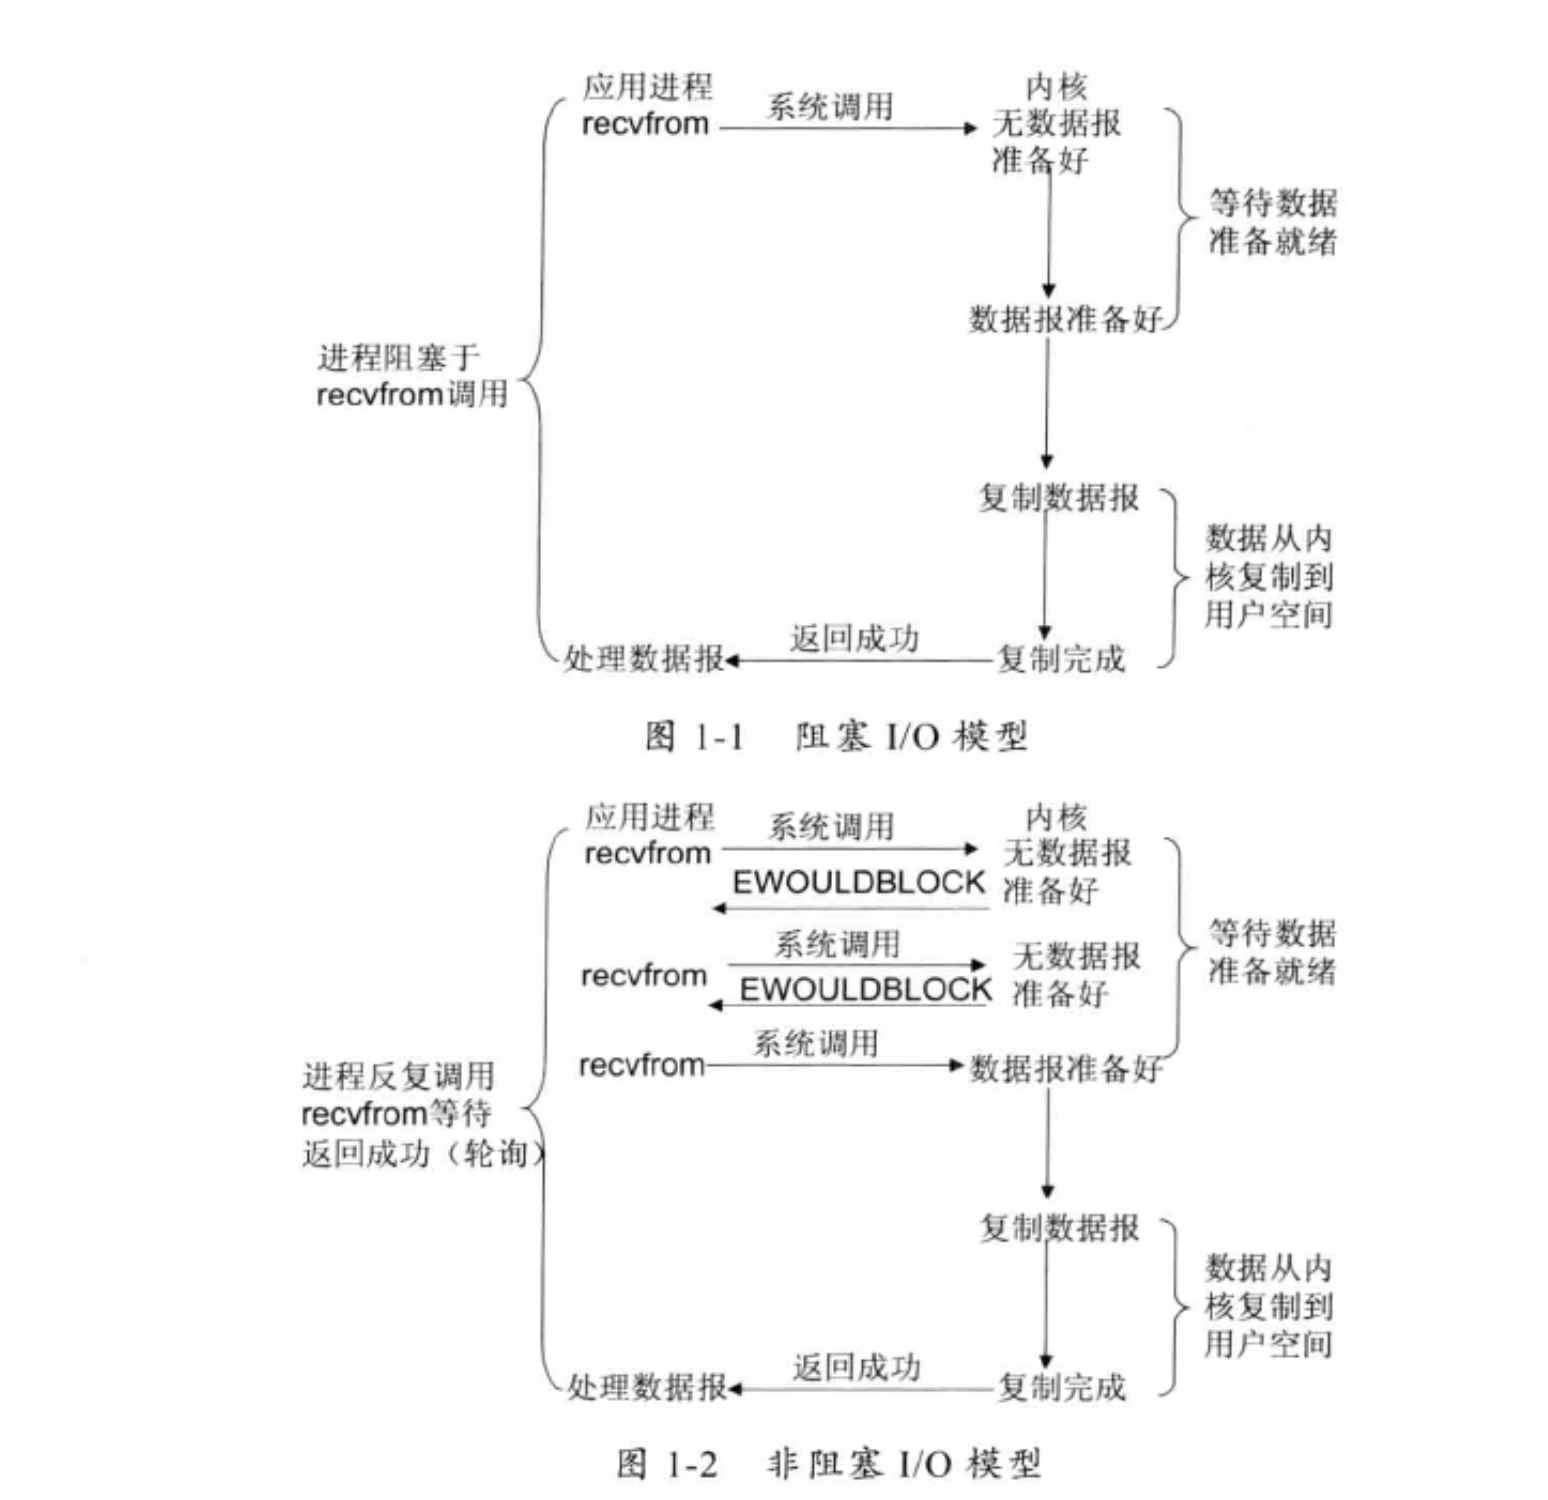 应用进程
系统调用
内核
recvfrom
无数据报
准备好
等待数据
准备就绪
数据报准备好
进程阻塞于
recvfrom调用
复制数据报
数据从内
核复制到
用户空间
返回成功
处理数据报
复制完成
图 1-1 阻塞 I/O 模型
应用进程
系统调用
内核
recvfrom
无数据报
EWOULDBLOCK
准备好
系统调用
等待数据
无数据报
准备就绪
recvfrom
EWOULDBLOCK
准备好
系统调用
recvfrom
数据报准备好
进程反复调用
recvfrom等待
返回成功（轮询）
复制数据报
数据从内
核复制到
用户空间
返回成功
处理数据报
复制完成
图 1-2 非阻塞 I/O 模型